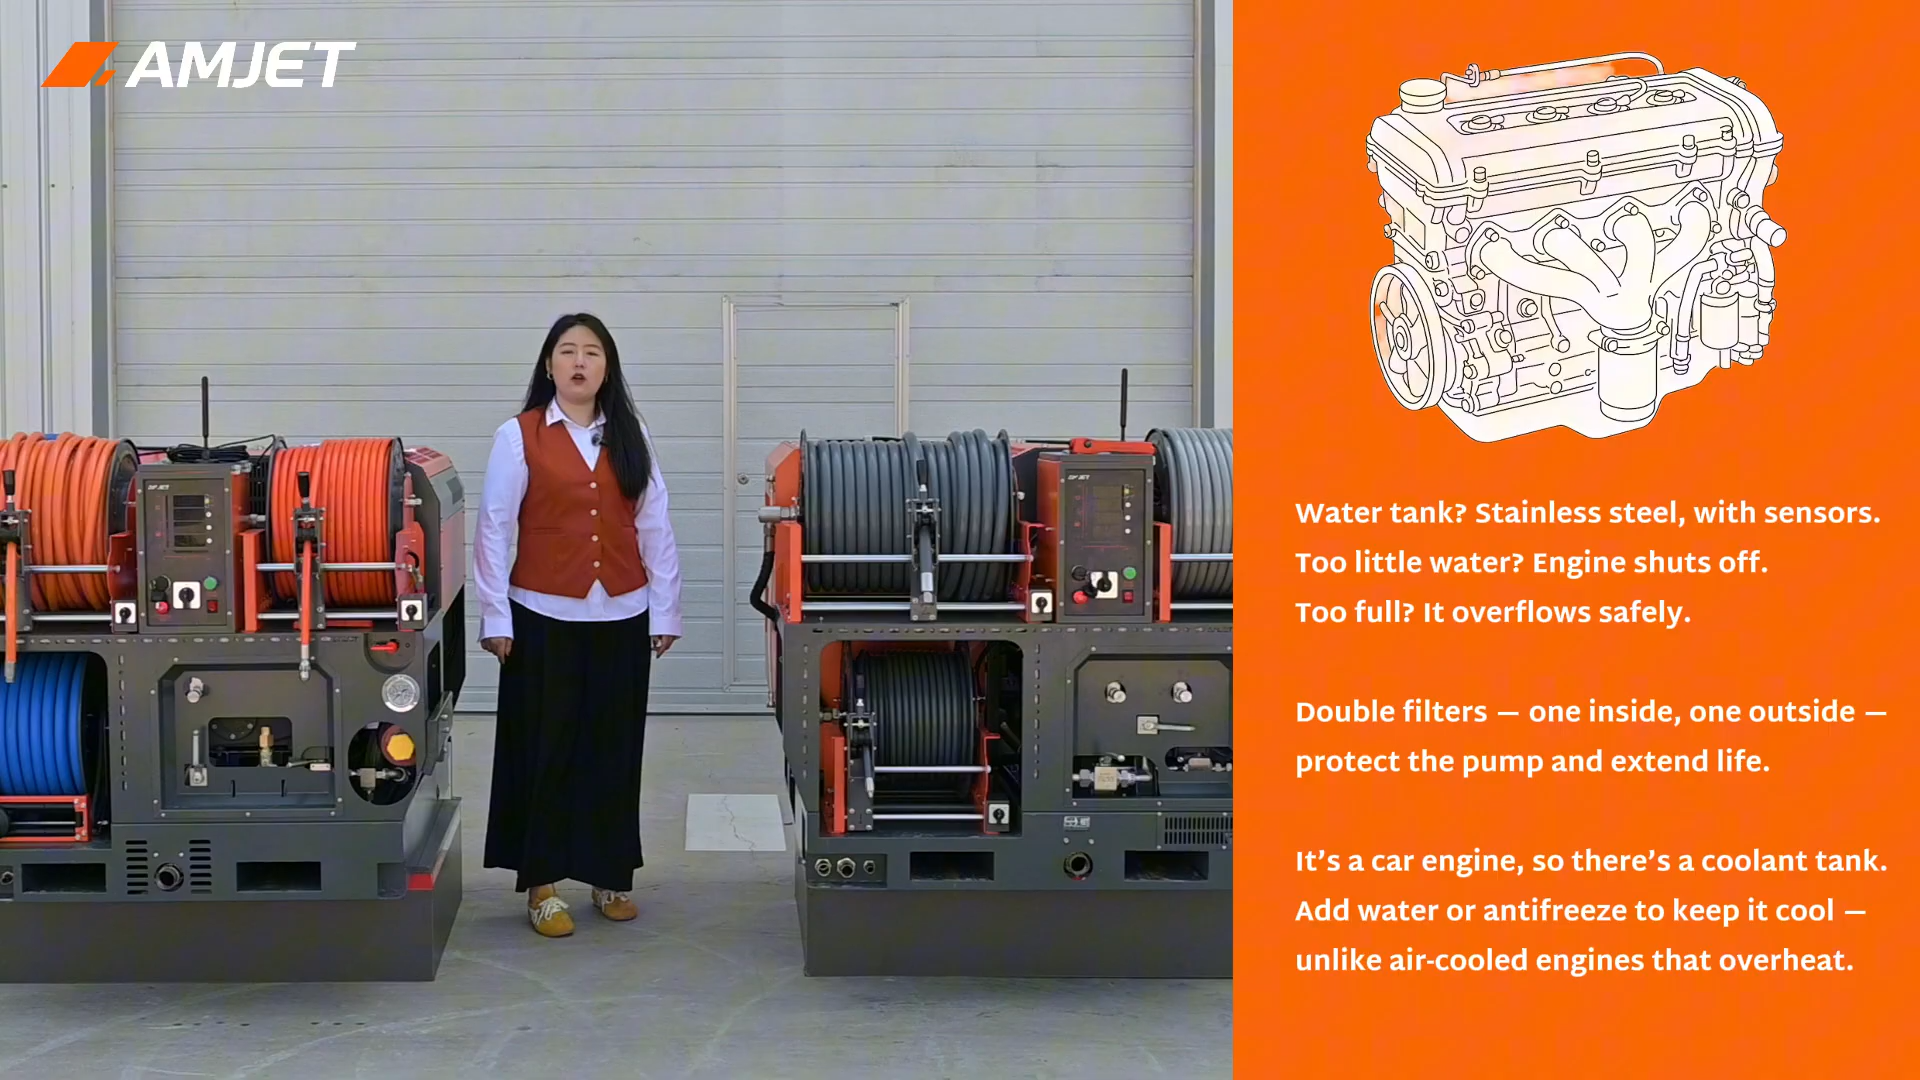 AMJET
Water tank? Stainless steel, with sensors.
Too little water? Engine shuts off.
Too full? It overflows safely.
Double filters — one inside, one outside —
protect the pump and extend life.
It’s a car engine, so there’s a coolant tank.
Add water or antifreeze to keep it cool —
unlike air-cooled engines that overheat.